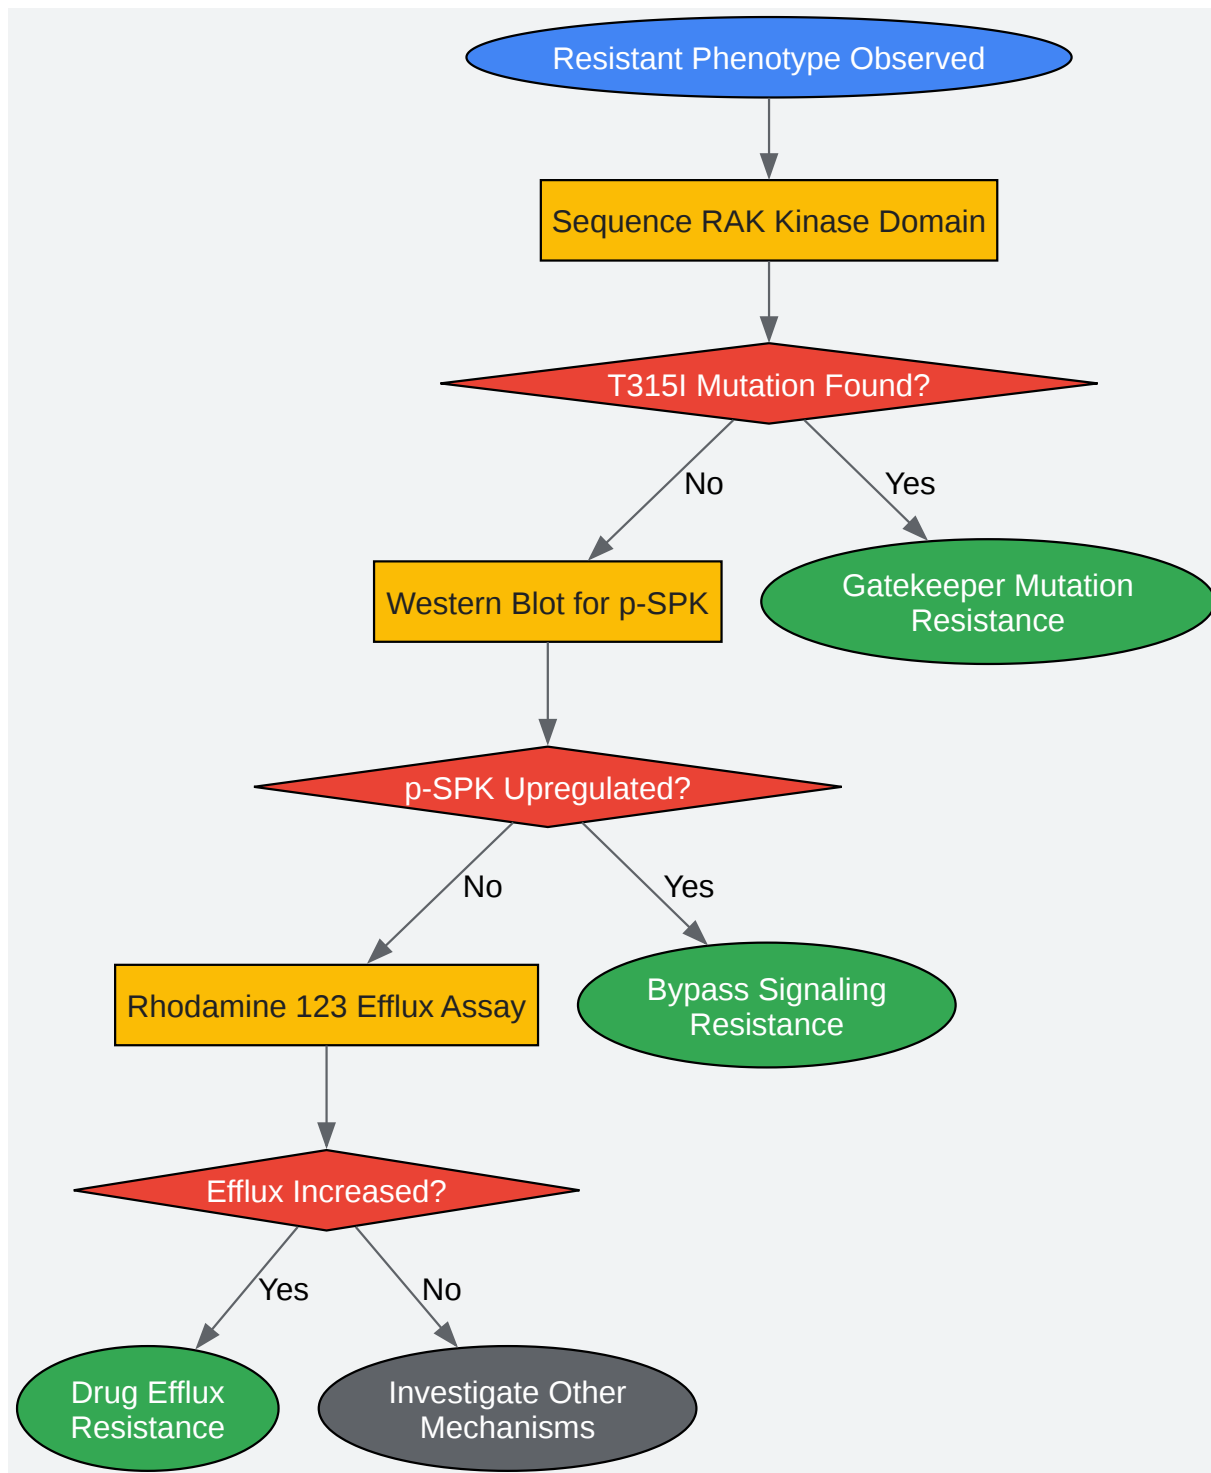 Resistant Phenotype Observed
Sequence RAK Kinase Domain
T315I Mutation Found?
No
Yes
Western Blot for p-SPK
Gatekeeper Mutation
Resistance
p-SPK Upregulated?
No
Yes
Rhodamine 123 Efflux Assay
Bypass Signaling
Resistance
Efflux Increased?
Yes
No
Drug Efflux
Resistance
Investigate Other
Mechanisms